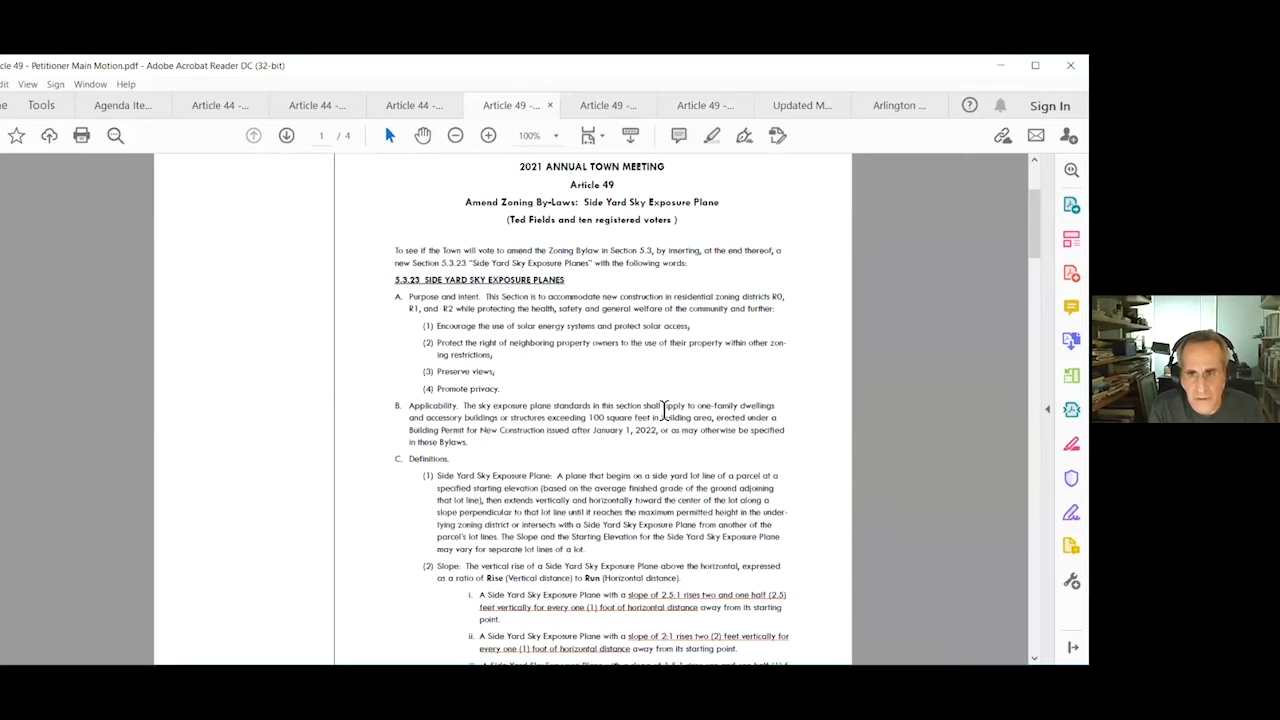 cle 49 - Petitioner Main Motion.pdf - Adobe Acrobat Reader DC (32-bit)
dit View Sign Window Help
e Tools Agenda Ite... Article 44 -... Article 44 -... Article 44 -... Article 49 -... × Article 49 -... Article 49 -... Updated M... Arlington ... Sign In
1 / 4 100%
2021 ANNUAL TOWN MEETING
Article 49
Amend Zoning By-Laws: Side Yard Sky Exposure Plane
(Ted Fields and ten registered voters )
To see if the Town will vote to amend the Zoning Bylaw in Section 5.3, by inserting, at the end thereof, a
new Section 5.3.23 "Side Yard Sky Exposure Planes" with the following words:
5.3.23 SIDE YARD SKY EXPOSURE PLANES
A. Purpose and intent. This Section is to accommodate new construction in residential zoning districts R0,
R1, and R2 while protecting the health, safety and general welfare of the community and further:
(1) Encourage the use of solar energy systems and protect solar access;
(2) Protect the right of neighboring property owners to the use of their property within other zon-
ing restrictions;
(3) Preserve views;
(4) Promote privacy.
B. Applicability. The sky exposure plane standards in this section shall apply to one-family dwellings
and accessory buildings or structures exceeding 100 square feet in building area, erected under a
Building Permit for New Construction issued after January 1, 2022, or as may otherwise be specified
in these Bylaws.
C. Definitions.
(1) Side Yard Sky Exposure Plane: A plane that begins on a side yard lot line of a parcel at a
specified starting elevation (based on the average finished grade of the ground adjoining
that lot line), then extends vertically and horizontally toward the center of the lot along a
slope perpendicular to that lot line until it reaches the maximum permitted height in the under-
lying zoning district or intersects with a Side Yard Sky Exposure Plane from another of the
parcel's lot lines. The Slope and the Starting Elevation for the Side Yard Sky Exposure Plane
may vary for separate lot lines of a lot.
(2) Slope: The vertical rise of a Side Yard Sky Exposure Plane above the horizontal, expressed
as a ratio of Rise (Vertical distance) to Run (Horizontal distance).
i. A Side Yard Sky Exposure Plane with a slope of 2.5:1 rises two and one half (2.5)
feet vertically for every one (1) foot of horizontal distance away from its starting
point.
ii. A Side Yard Sky Exposure Plane with a slope of 2:1 rises two (2) feet vertically for
every one (1) foot of horizontal distance away from its starting point.